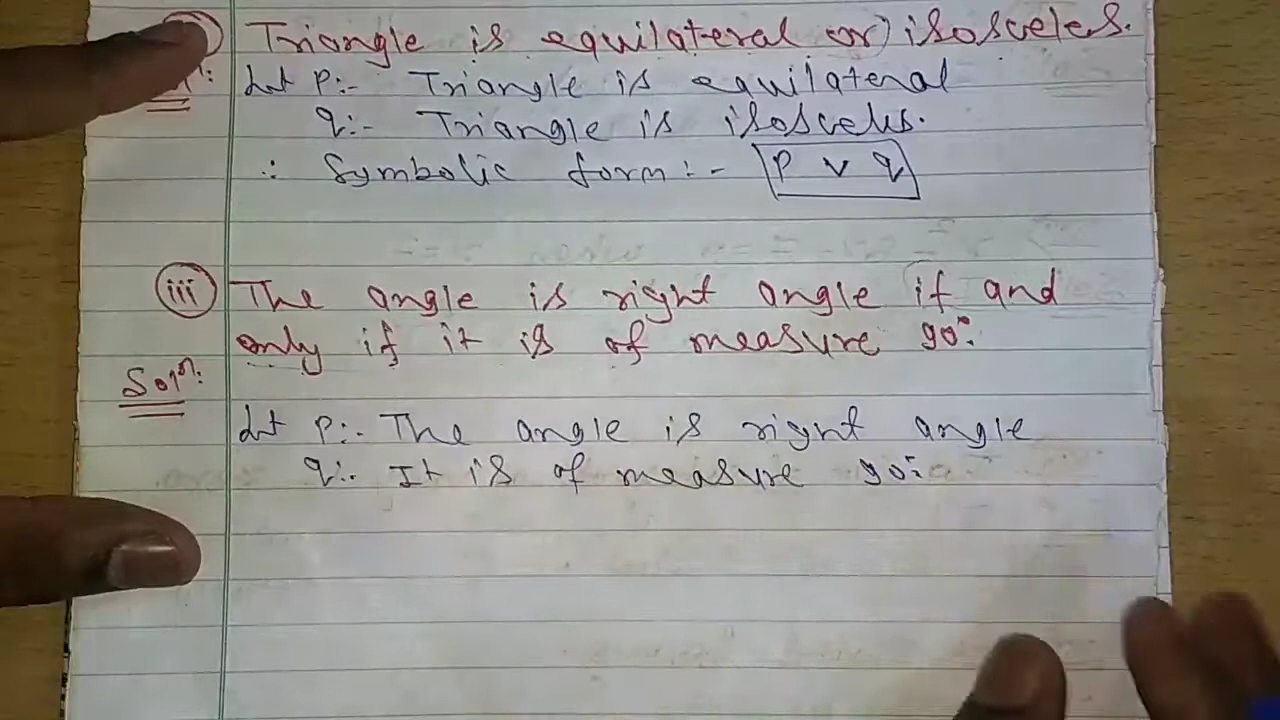 Triangle is equilateral (or) isosceles.
Let p:- Triangle is equilateral
q:- Triangle is isosceles.
∴ Symbolic form:- p ∨ q
(iii) The angle is right angle if and
only if it is of measure 90°.
Solⁿ:
Let p:- The angle is right angle
q:- It is of measure 90°.